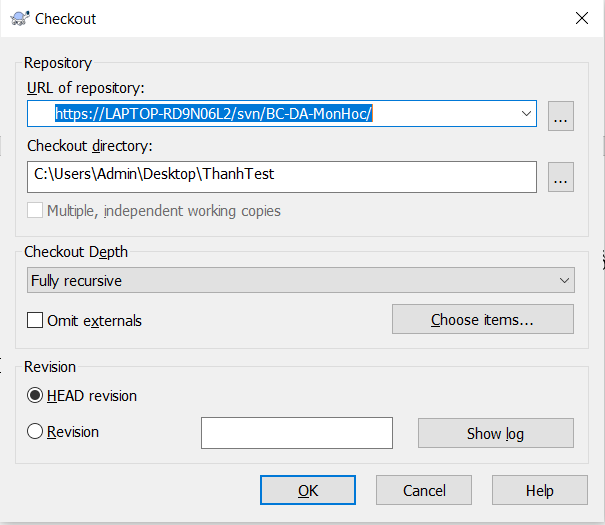 Checkout
Repository
URL of repository:
https://LAPTOP-RD9N06L2/svn/BC-DA-MonHoc/
...
Checkout directory:
C:\Users\Admin\Desktop\ThanhTest
...
Multiple, independent working copies
Checkout Depth
Fully recursive
Omit externals
Choose items...
Revision
HEAD revision
Revision
Show log
OK Cancel Help